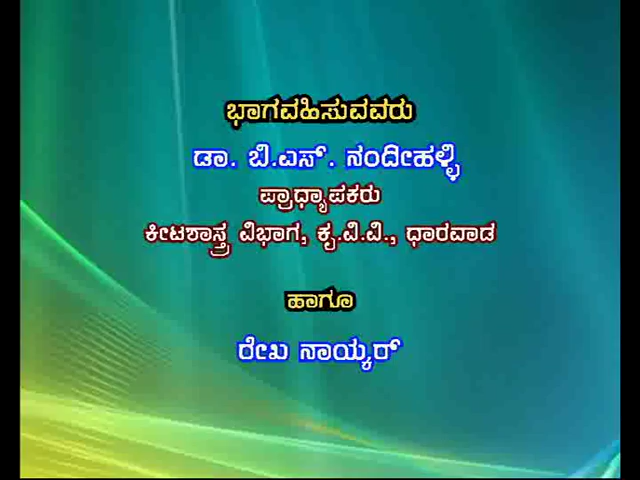 ಭಾಗವಹಿಸುವವರು
ಡಾ. ಬಿ.ಎಸ್. ನಂದೀಹಳ್ಳಿ
ಪ್ರಾಧ್ಯಾಪಕರು
ಕೀಟಶಾಸ್ತ್ರ ವಿಭಾಗ, ಕೃ.ವಿ.ವಿ., ಧಾರವಾಡ
ಹಾಗೂ
ರೇಖ ನಾಯ್ಕರ್